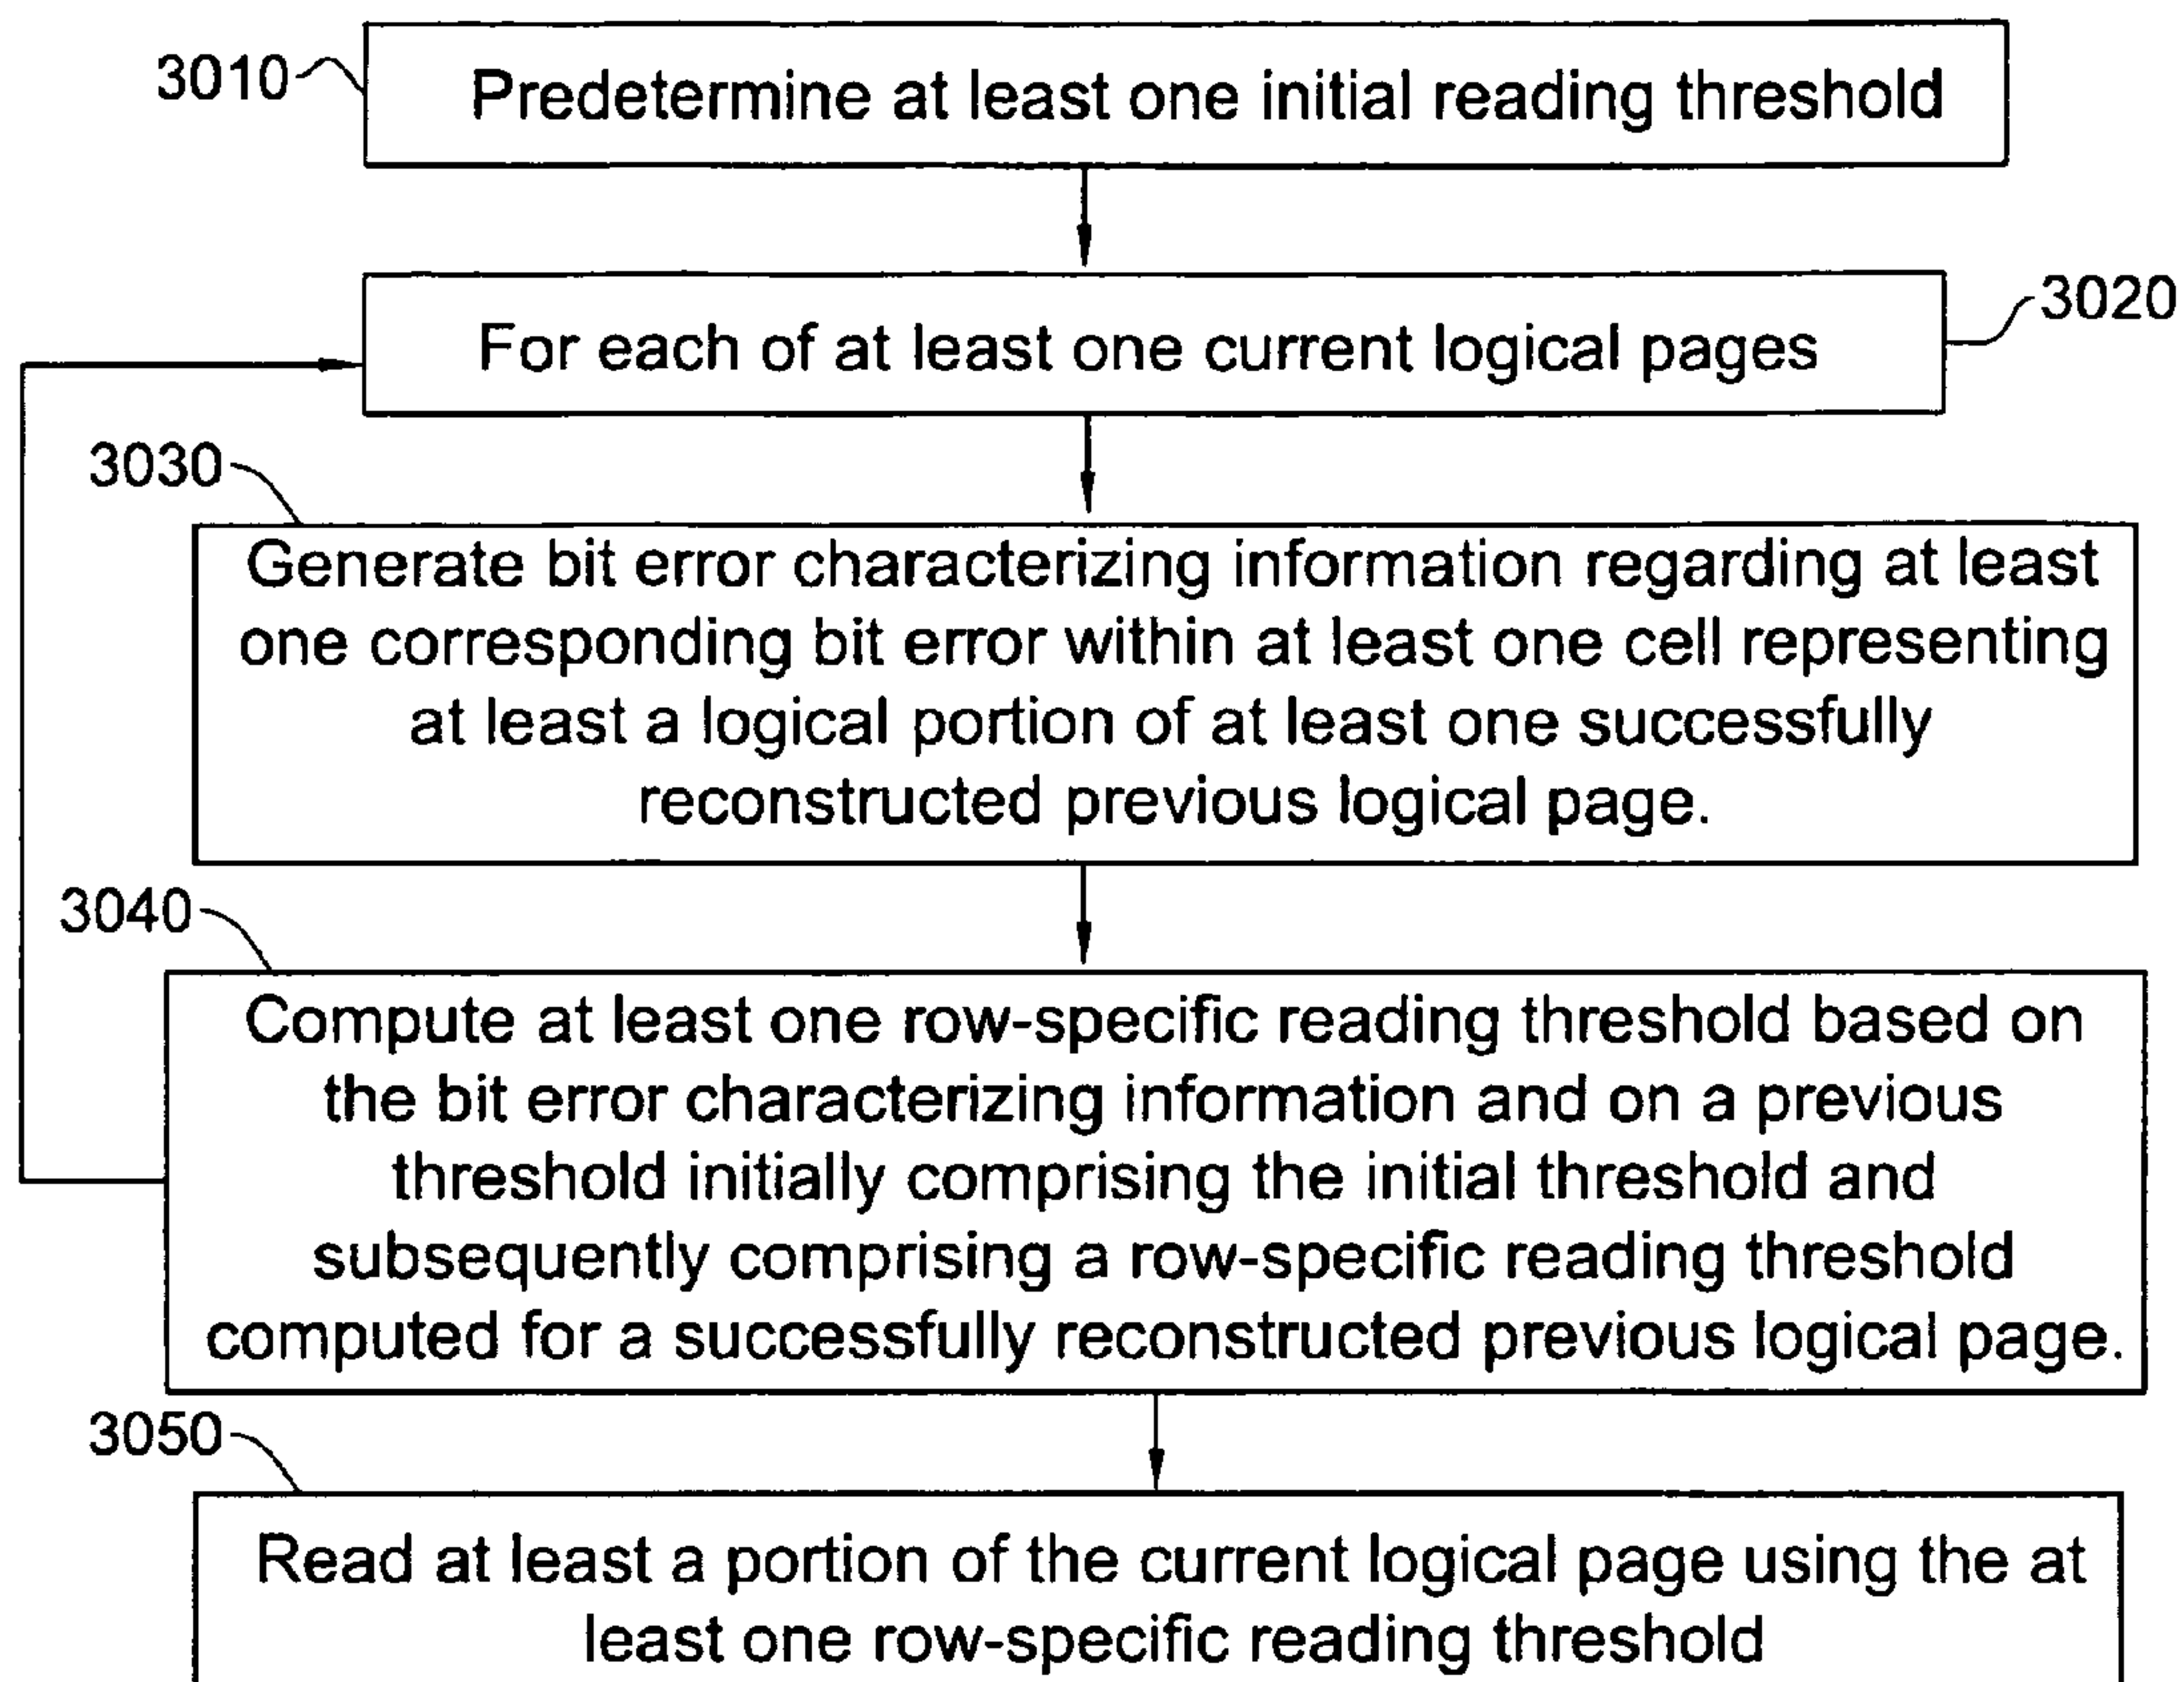 3010
Predetermine at least one initial reading threshold
3020
For each of at least one current logical pages
3030
Generate bit error characterizing information regarding at least
one corresponding bit error within at least one cell representing
at least a logical portion of at least one successfully
reconstructed previous logical page.
3040
Compute at least one row-specific reading threshold based on
the bit error characterizing information and on a previous
threshold initially comprising the initial threshold and
subsequently comprising a row-specific reading threshold
computed for a successfully reconstructed previous logical page.
3050
Read at least a portion of the current logical page using the at
least one row-specific reading threshold